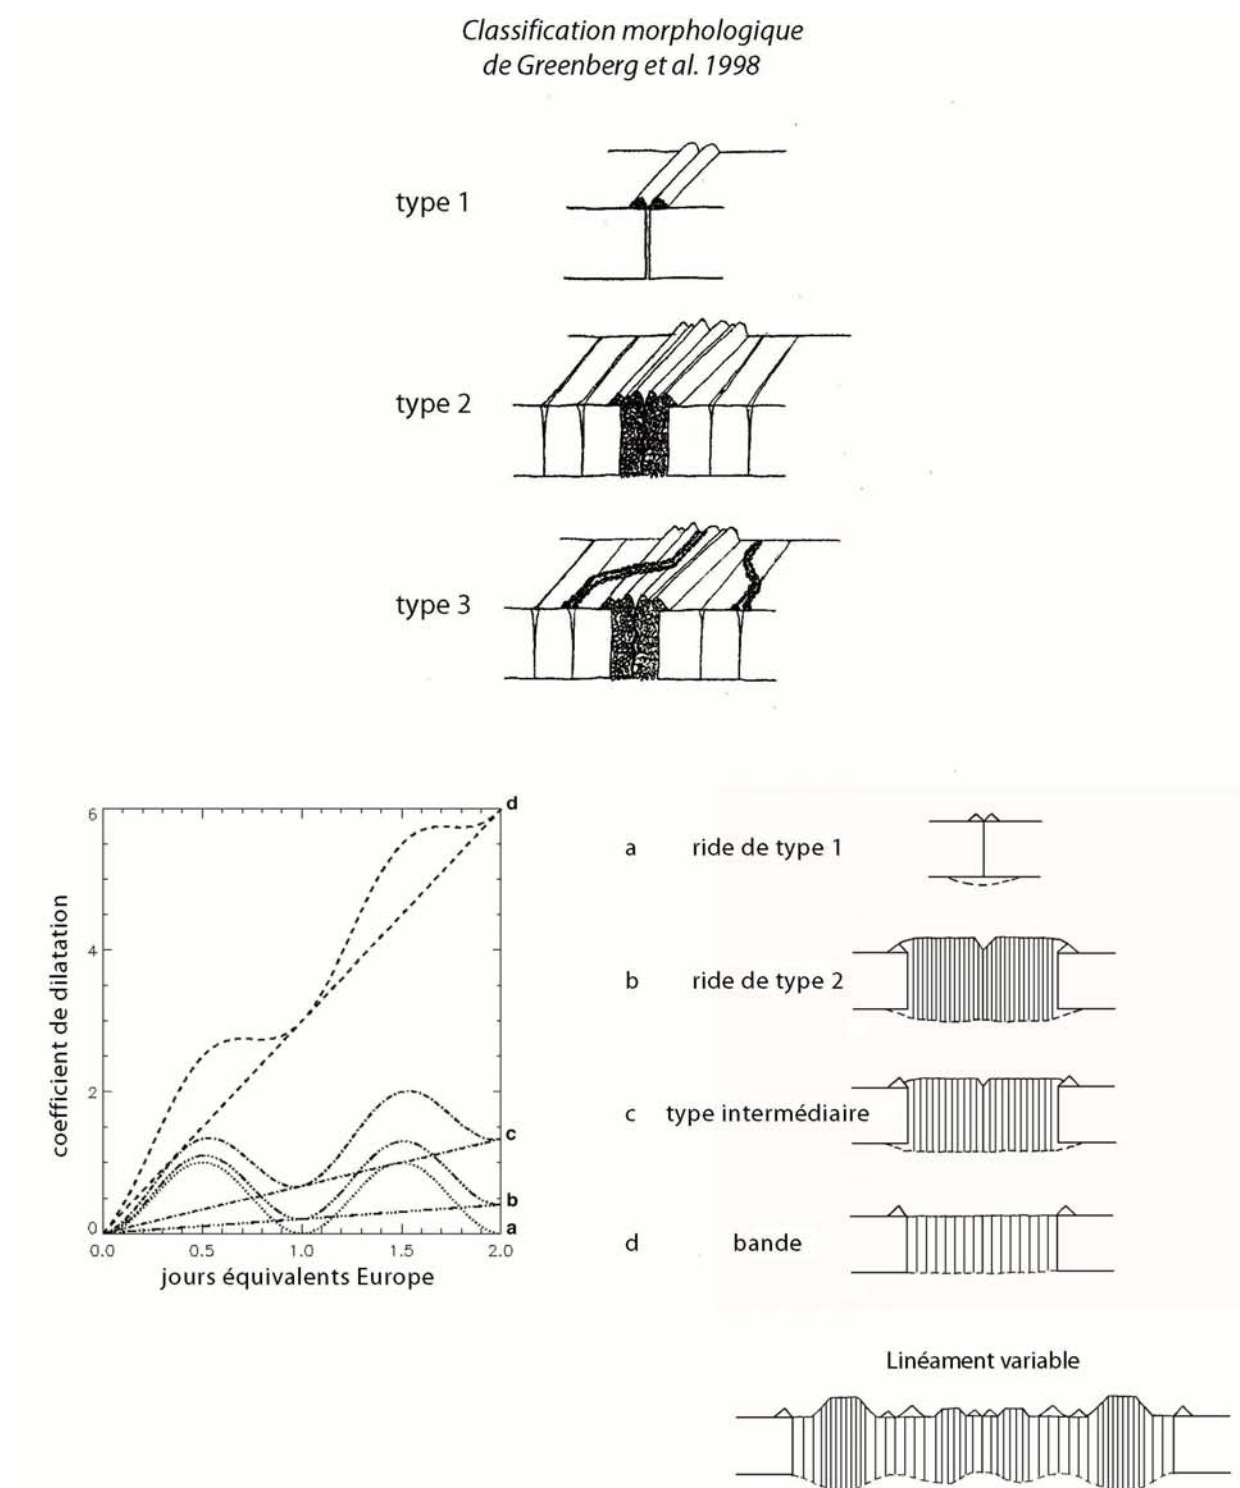 Classification morphologique
de Greenberg et al. 1998
type 1
type 2
type 3
6
4
2
0
d
c
b
a
0.0
0.5
1.0
1.5
2.0
coefficient de dilatation
jours équivalents Europe
a ride de type 1
b ride de type 2
c type intermédiaire
d bande
Linéament variable